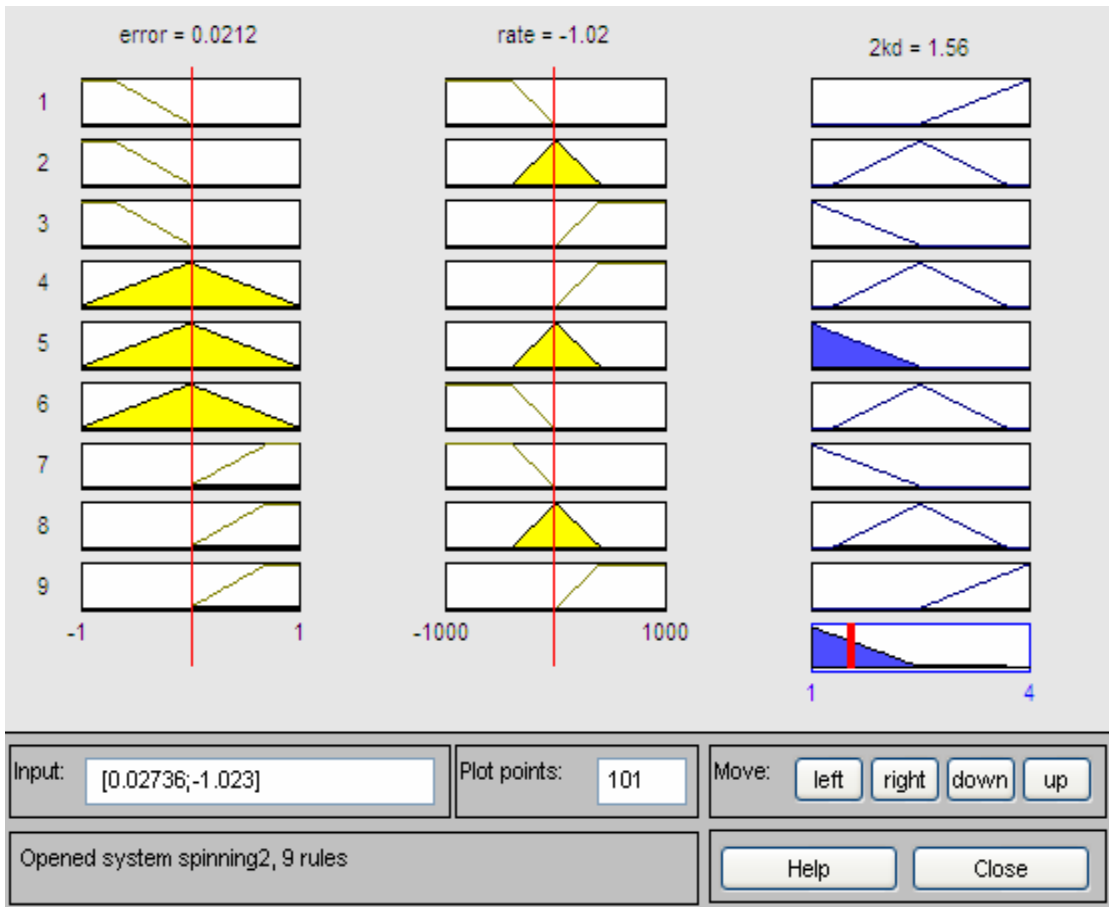 error = 0.0212
rate = -1.02
2kd = 1.56
1
2
3
4
5
6
7
8
9
-1
1
-1000
1000
1
4
Input:
[0.02736;-1.023]
Plot points:
101
Move:
left
right
down
up
Opened system spinning2, 9 rules
Help
Close